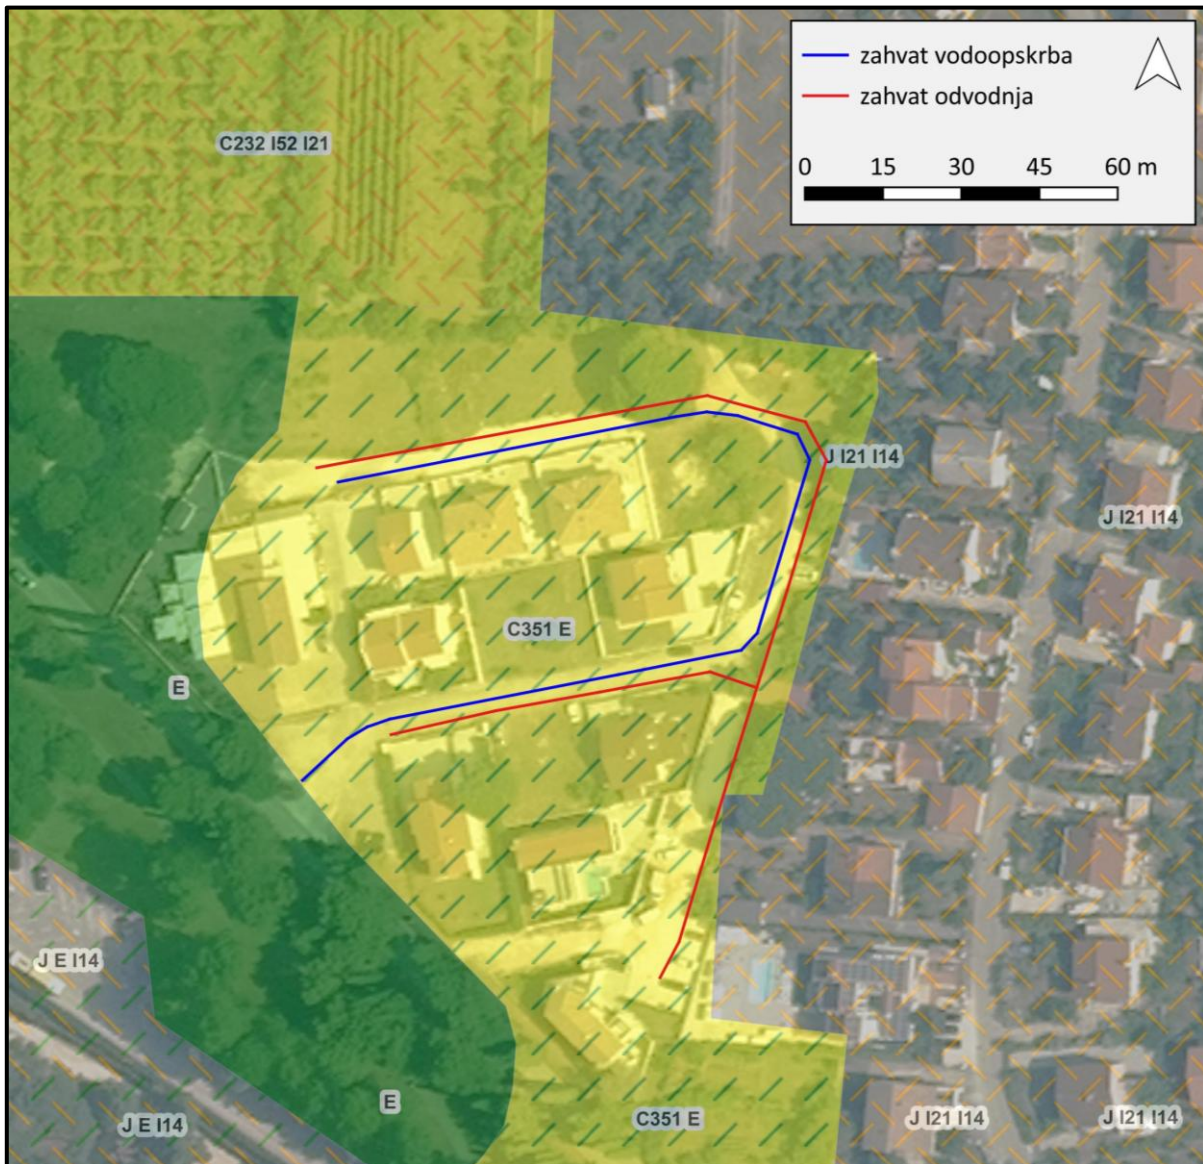 zahvat vodoopskrba
zahvat odvodnja
0 15 30 45 60 m
C232 I52 I21
J I21 I14
J I21 I14
C351 E
E
J E I14
E
J E I14
C351 E
J I21 I14
J I21 I14